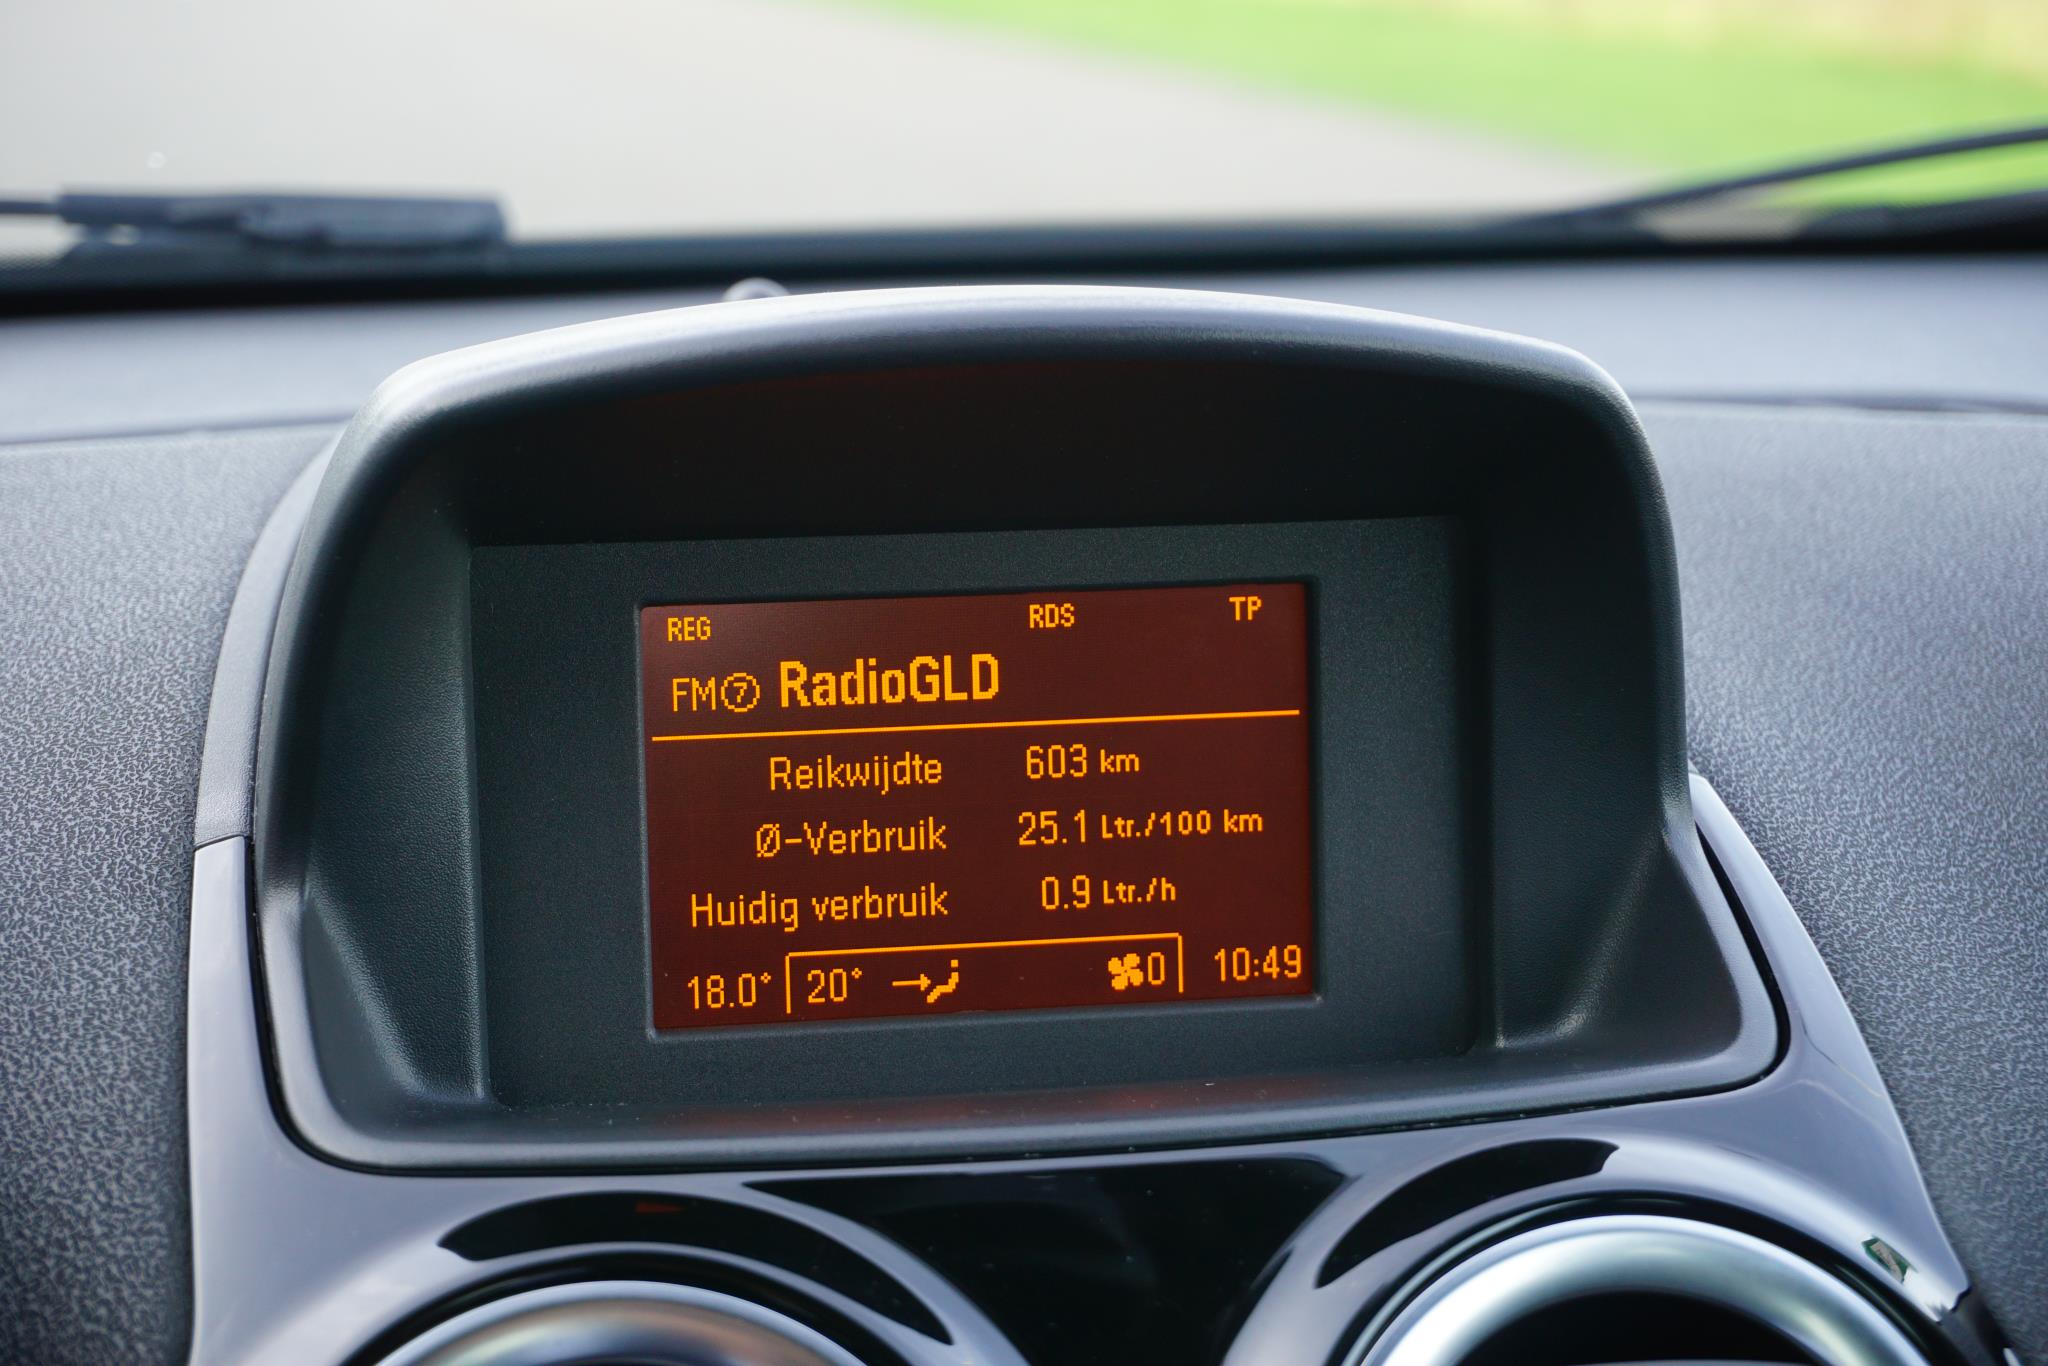 REG RDS TP
FM⑦ RadioGLD
Reikwijdte 603 km
Ø-Verbruik 25.1 Ltr./100 km
Huidig verbruik 0.9 Ltr./h
18.0° 20° 0 10:49